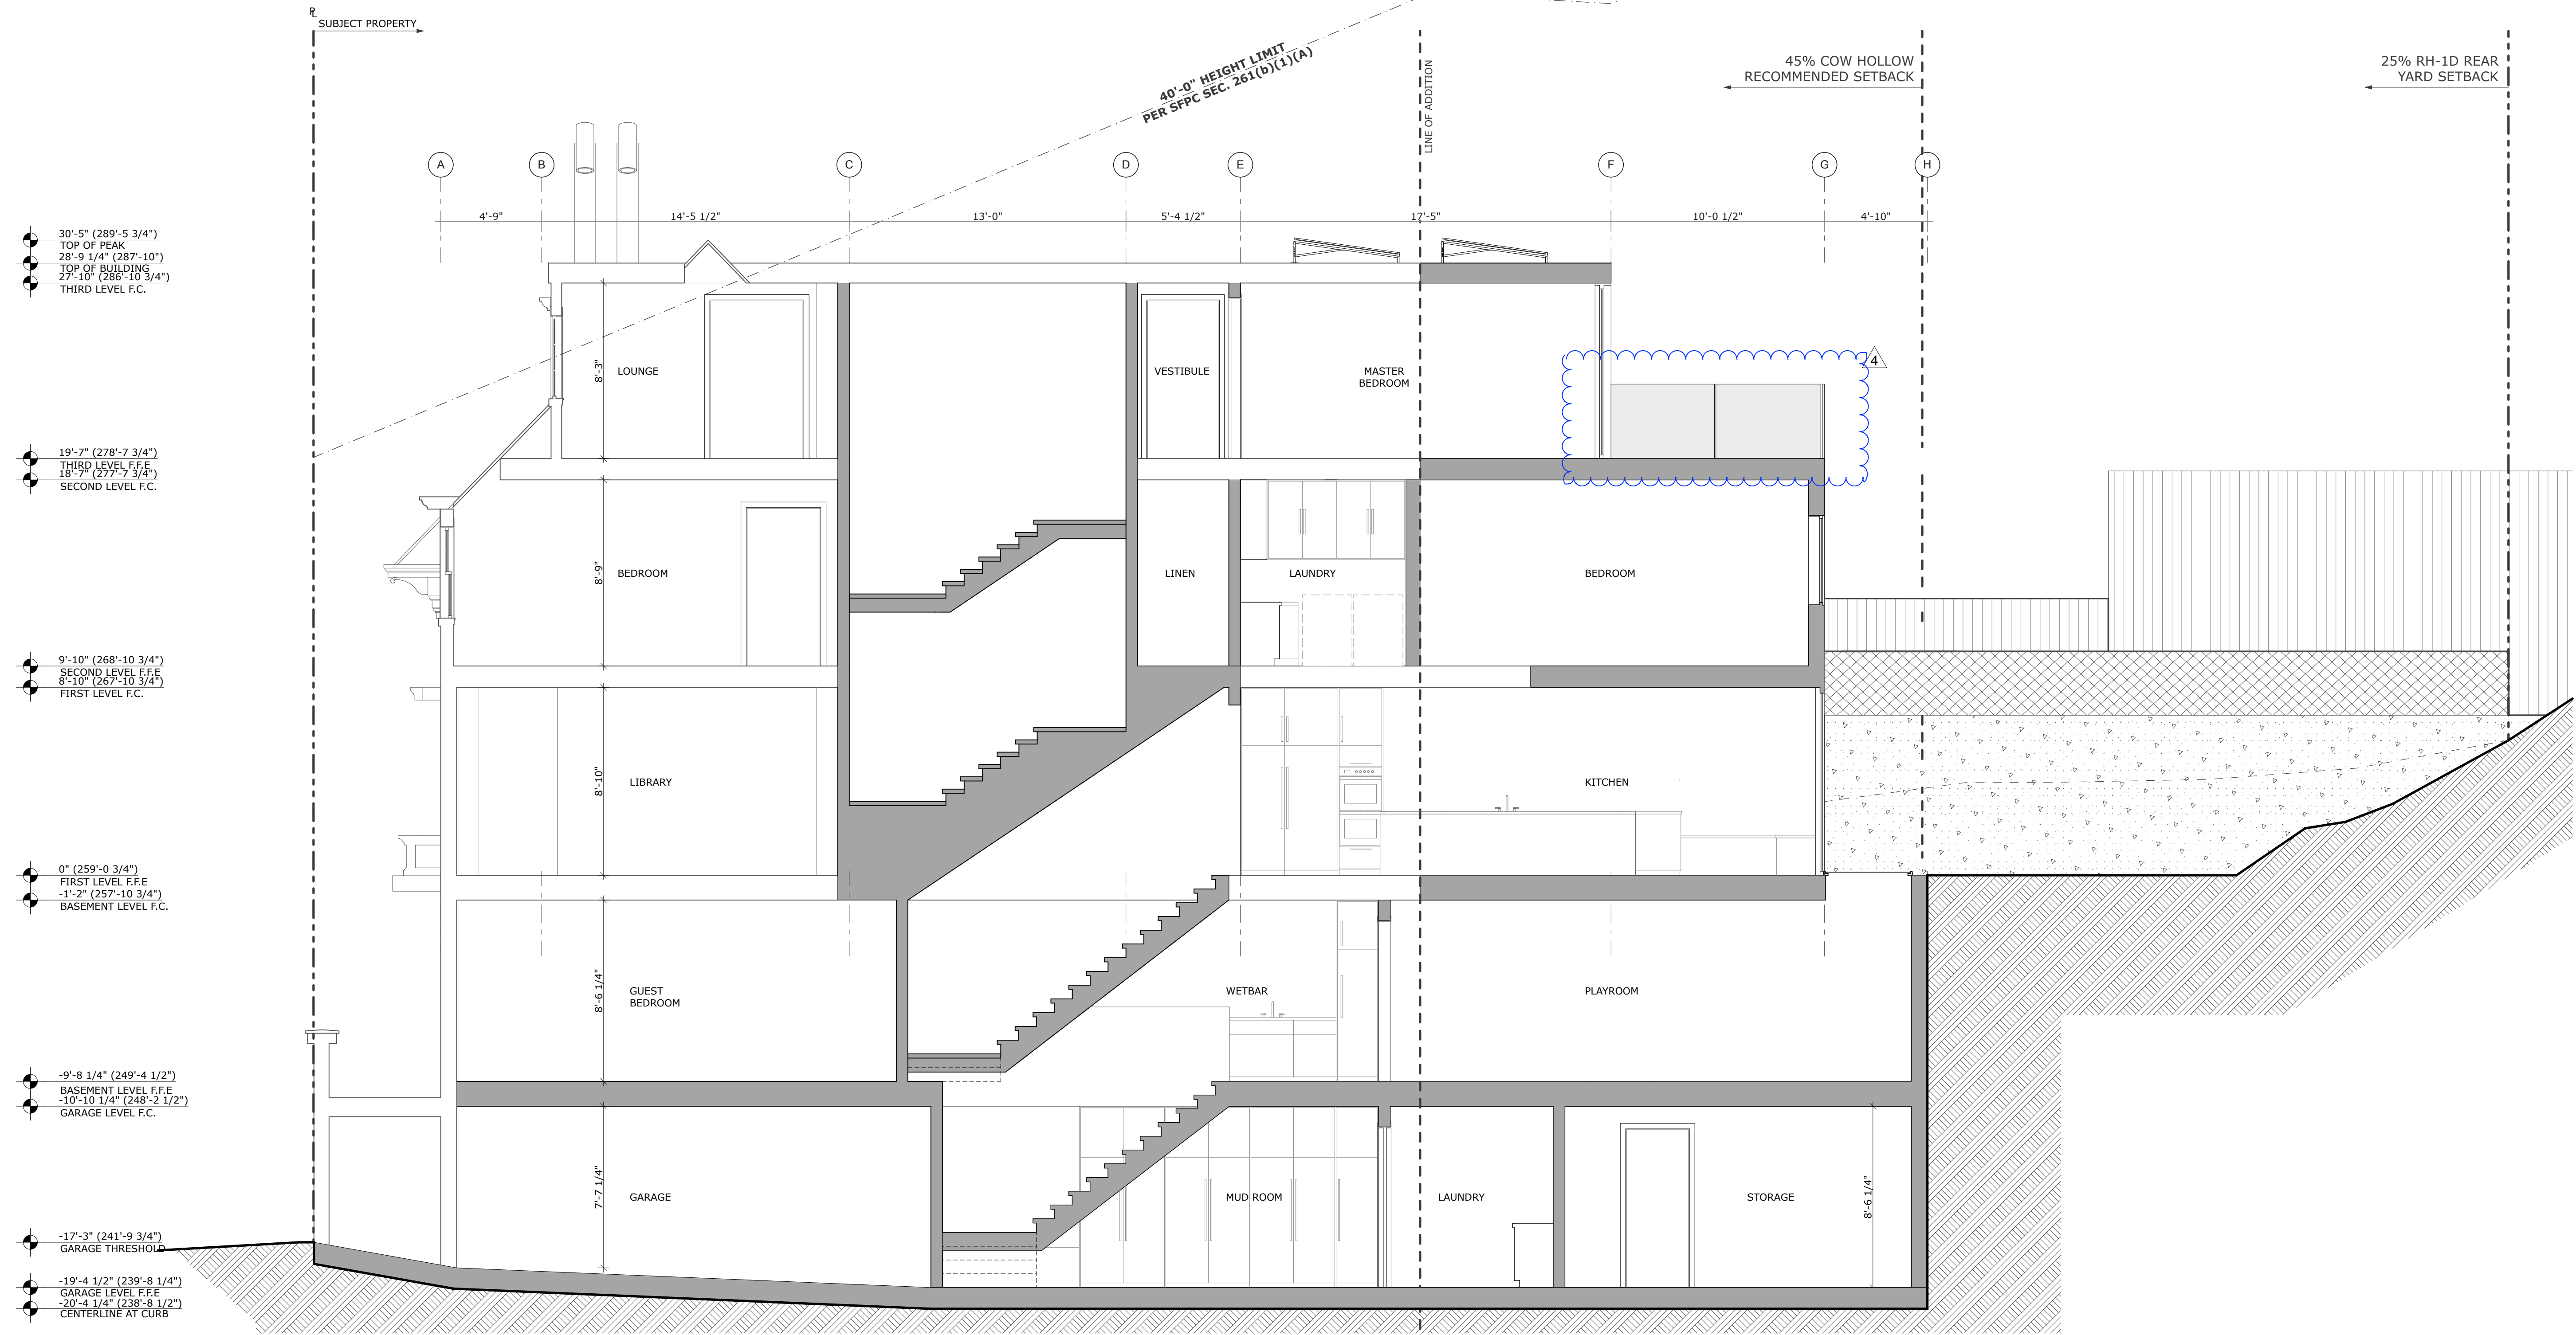 PL
SUBJECT PROPERTY
40'-0" HEIGHT LIMIT
PER SFPC SEC. 261(b)(1)(A)
LINE OF ADDITION
45% COW HOLLOW
RECOMMENDED SETBACK
25% RH-1D REAR
YARD SETBACK
A B C D E F G H
4'-9" 14'-5 1/2" 13'-0" 5'-4 1/2" 17'-5" 10'-0 1/2" 4'-10"
30'-5" (289'-5 3/4")
TOP OF PEAK
28'-9 1/4" (287'-10")
TOP OF BUILDING
27'-10" (286'-10 3/4")
THIRD LEVEL F.C.
8'-3"
LOUNGE
VESTIBULE
MASTER
BEDROOM
4
19'-7" (278'-7 3/4")
THIRD LEVEL F.F.E
18'-7" (277'-7 3/4")
SECOND LEVEL F.C.
8'-9"
BEDROOM
LINEN
LAUNDRY
BEDROOM
9'-10" (268'-10 3/4")
SECOND LEVEL F.F.E
8'-10" (267'-10 3/4")
FIRST LEVEL F.C.
8'-10"
LIBRARY
KITCHEN
0" (259'-0 3/4")
FIRST LEVEL F.F.E
-1'-2" (257'-10 3/4")
BASEMENT LEVEL F.C.
8'-6 1/4"
GUEST
BEDROOM
WETBAR
PLAYROOM
-9'-8 1/4" (249'-4 1/2")
BASEMENT LEVEL F.F.E
-10'-10 1/4" (248'-2 1/2")
GARAGE LEVEL F.C.
7'-7 1/4"
GARAGE
MUD ROOM
LAUNDRY
STORAGE
8'-6 1/4"
-17'-3" (241'-9 3/4")
GARAGE THRESHOLD
-19'-4 1/2" (239'-8 1/4")
GARAGE LEVEL F.F.E
-20'-4 1/4" (238'-8 1/2")
CENTERLINE AT CURB